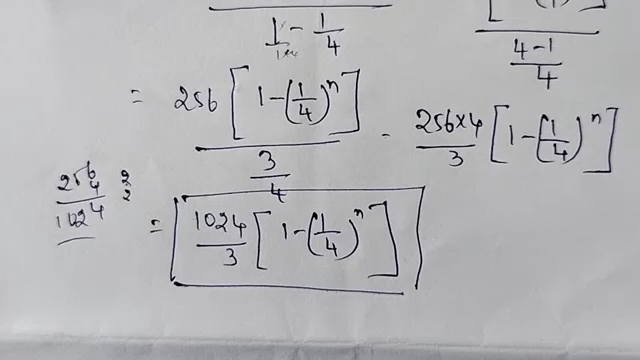 1 - 1/4
4-1/4
= 256 [1-(1/4)^n] / 3/4 = 256×4/3 [1-(1/4)^n]
256
4
1024
= 1024/3 [1-(1/4)^n]